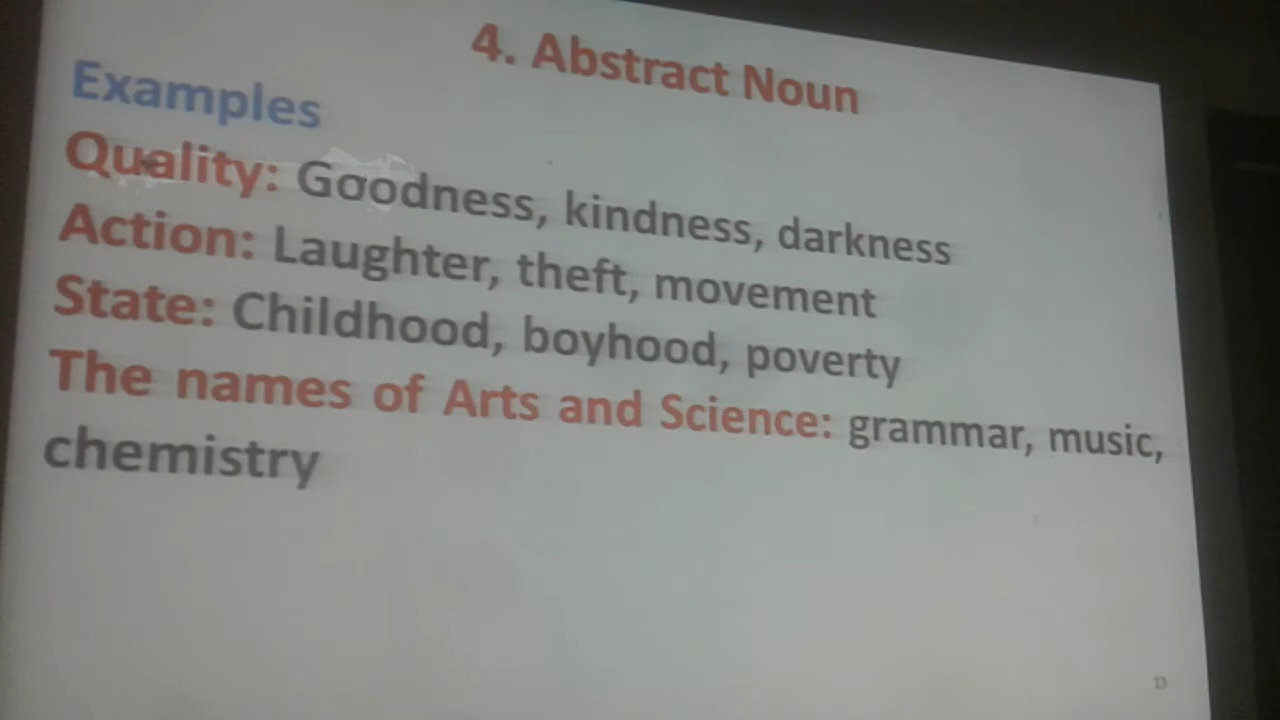 4. Abstract Noun
Examples
Quality: Goodness, kindness, darkness
Action: Laughter, theft, movement
State: Childhood, boyhood, poverty
The names of Arts and Science: grammar, music,
chemistry
13